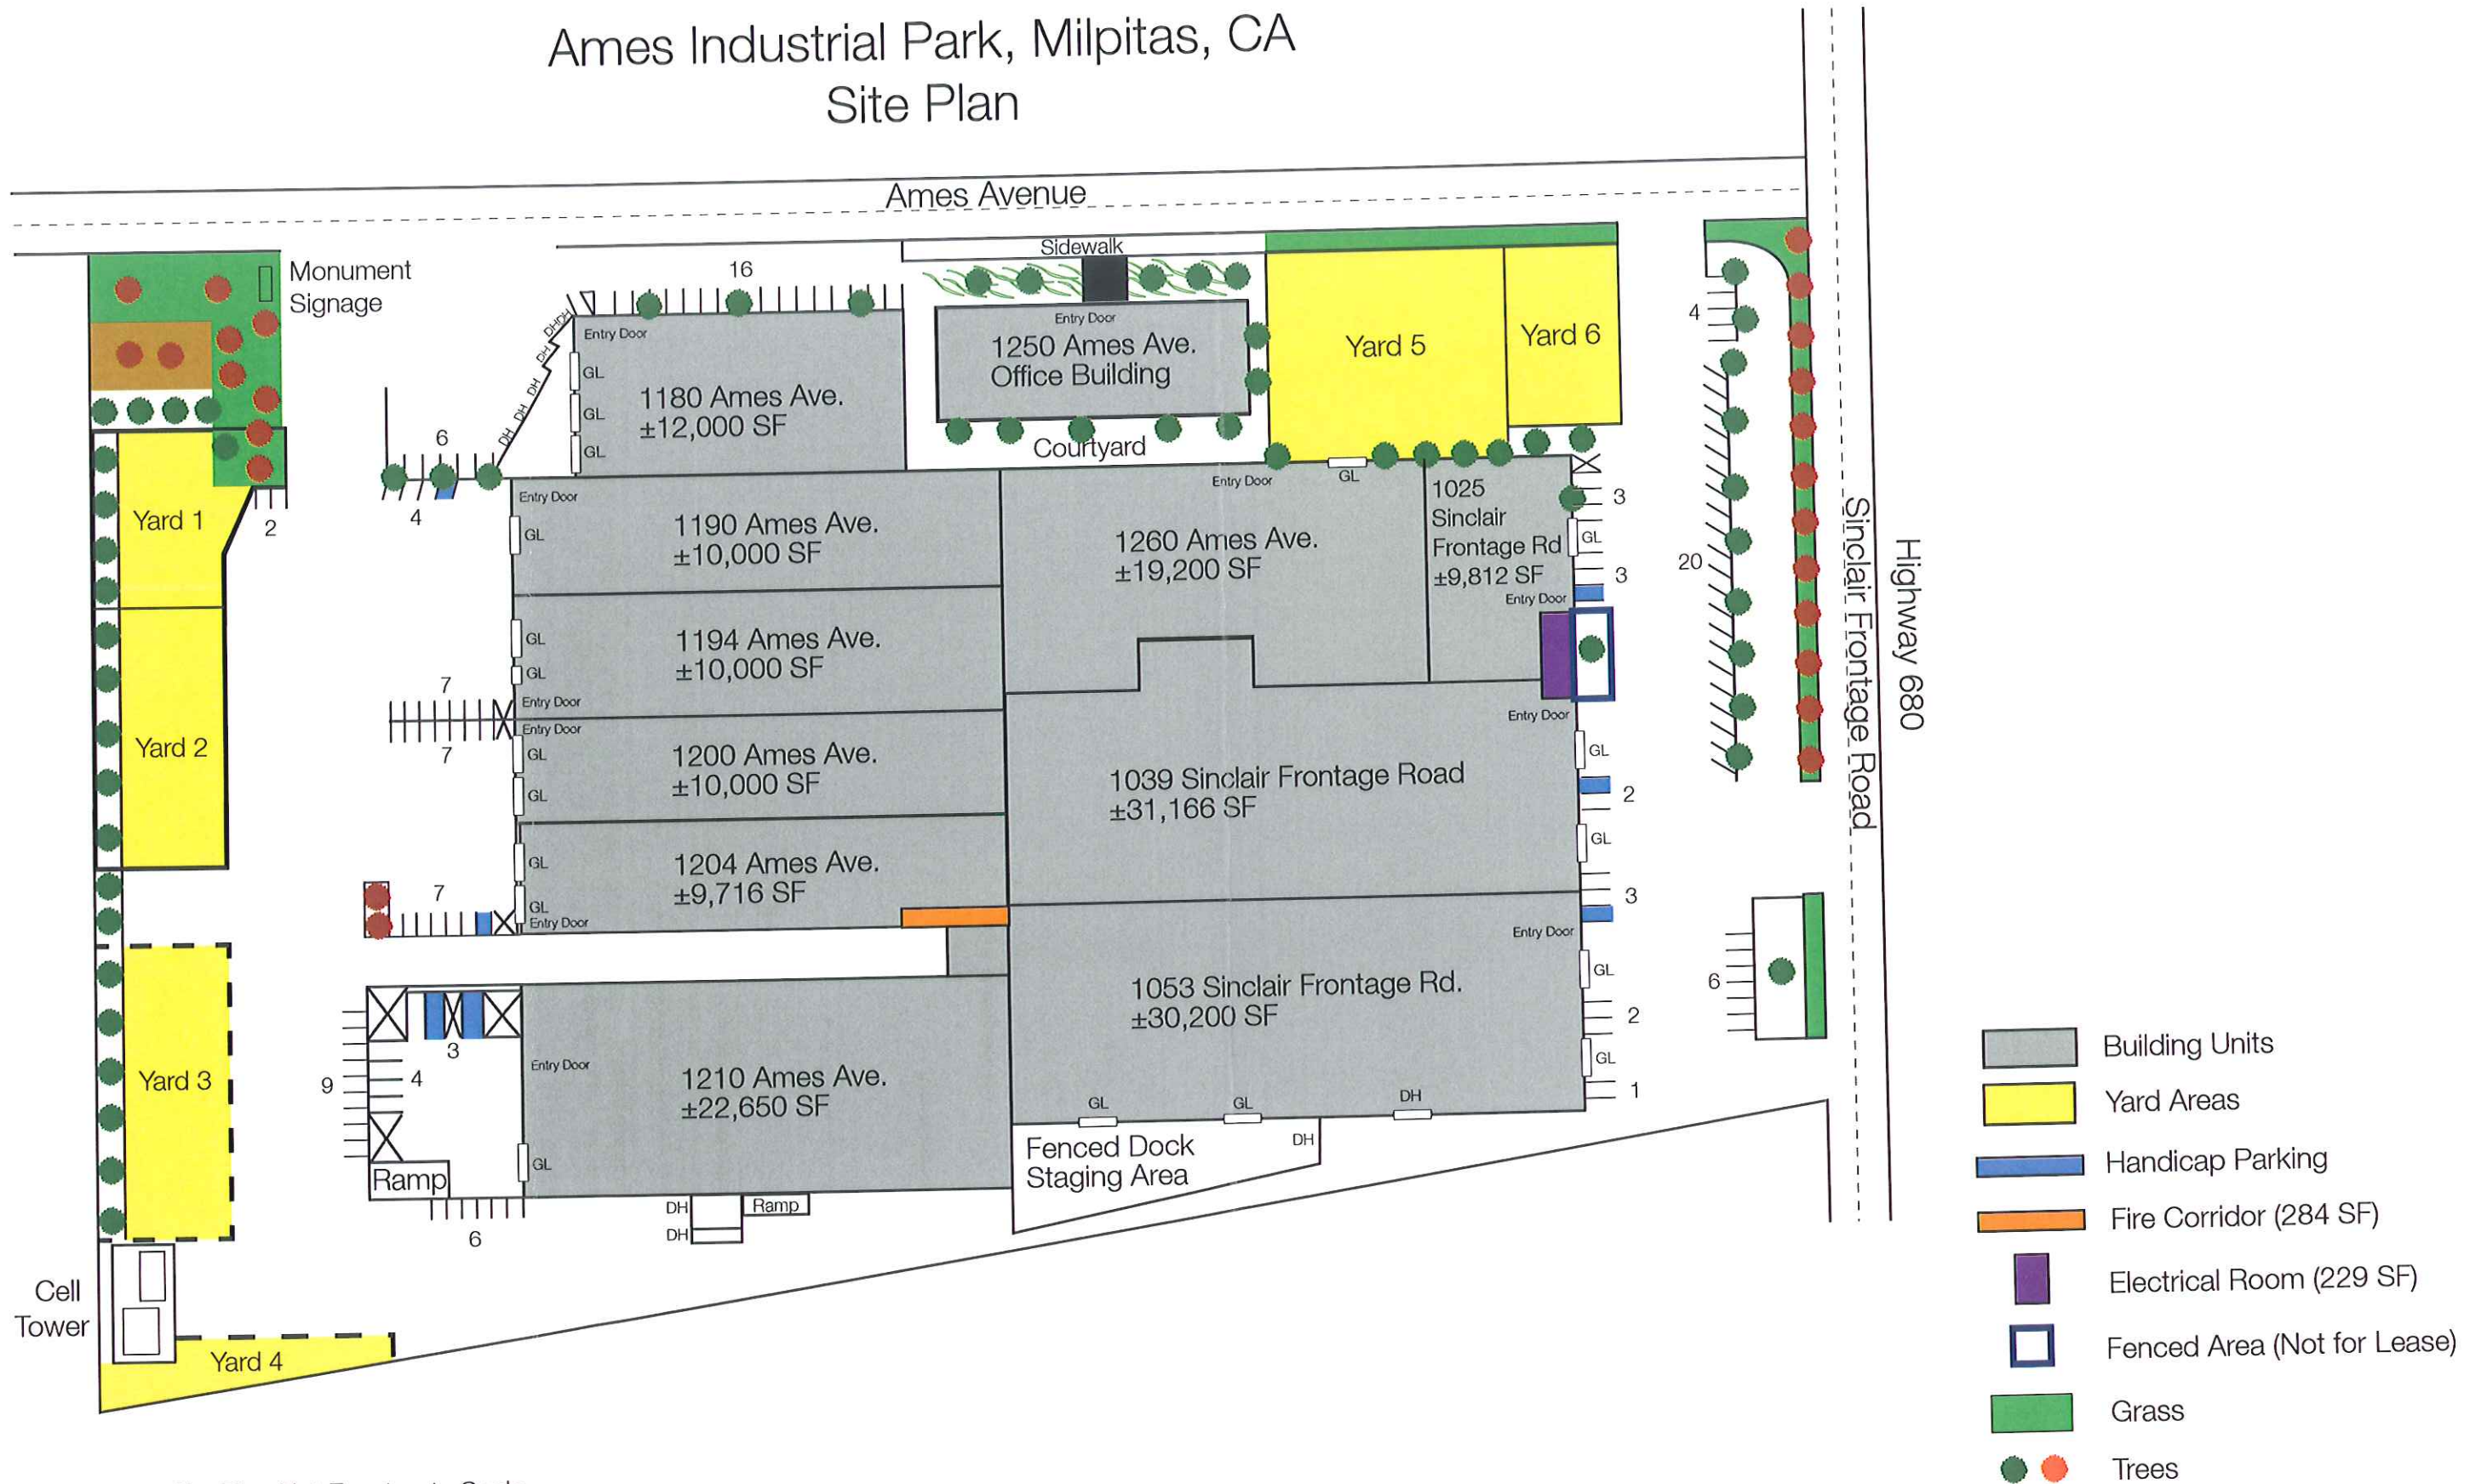 Ames Industrial Park, Milpitas, CA
Site Plan
Ames Avenue
Sidewalk
Monument
Signage
16
Entry Door
DH
DH
DH
DH
DH
DH
GL
GL
GL
1180 Ames Ave.
±12,000 SF
Entry Door
1250 Ames Ave.
Office Building
Courtyard
Yard 5
Yard 6
4
20
6
4
2
Yard 1
Yard 2
Entry Door
GL
1190 Ames Ave.
±10,000 SF
GL
GL
1194 Ames Ave.
±10,000 SF
Entry Door
7
7
Entry Door
GL
GL
1200 Ames Ave.
±10,000 SF
GL
GL
Entry Door
1204 Ames Ave.
±9,716 SF
7
Entry Door
GL
1260 Ames Ave.
±19,200 SF
1025
Sinclair
Frontage Rd
±9,812 SF
Entry Door
3
GL
3
Entry Door
GL
2
GL
3
1039 Sinclair Frontage Road
±31,166 SF
Entry Door
GL
2
GL
1
1053 Sinclair Frontage Rd.
±30,200 SF
GL
GL
DH
Fenced Dock
Staging Area
DH
6
Sinclair Frontage Road
Highway 680
Yard 3
9
4
3
Ramp
6
Entry Door
GL
1210 Ames Ave.
±22,650 SF
DH
DH
Ramp
Cell
Tower
Yard 4
Building Units
Yard Areas
Handicap Parking
Fire Corridor (284 SF)
Electrical Room (229 SF)
Fenced Area (Not for Lease)
Grass
Trees